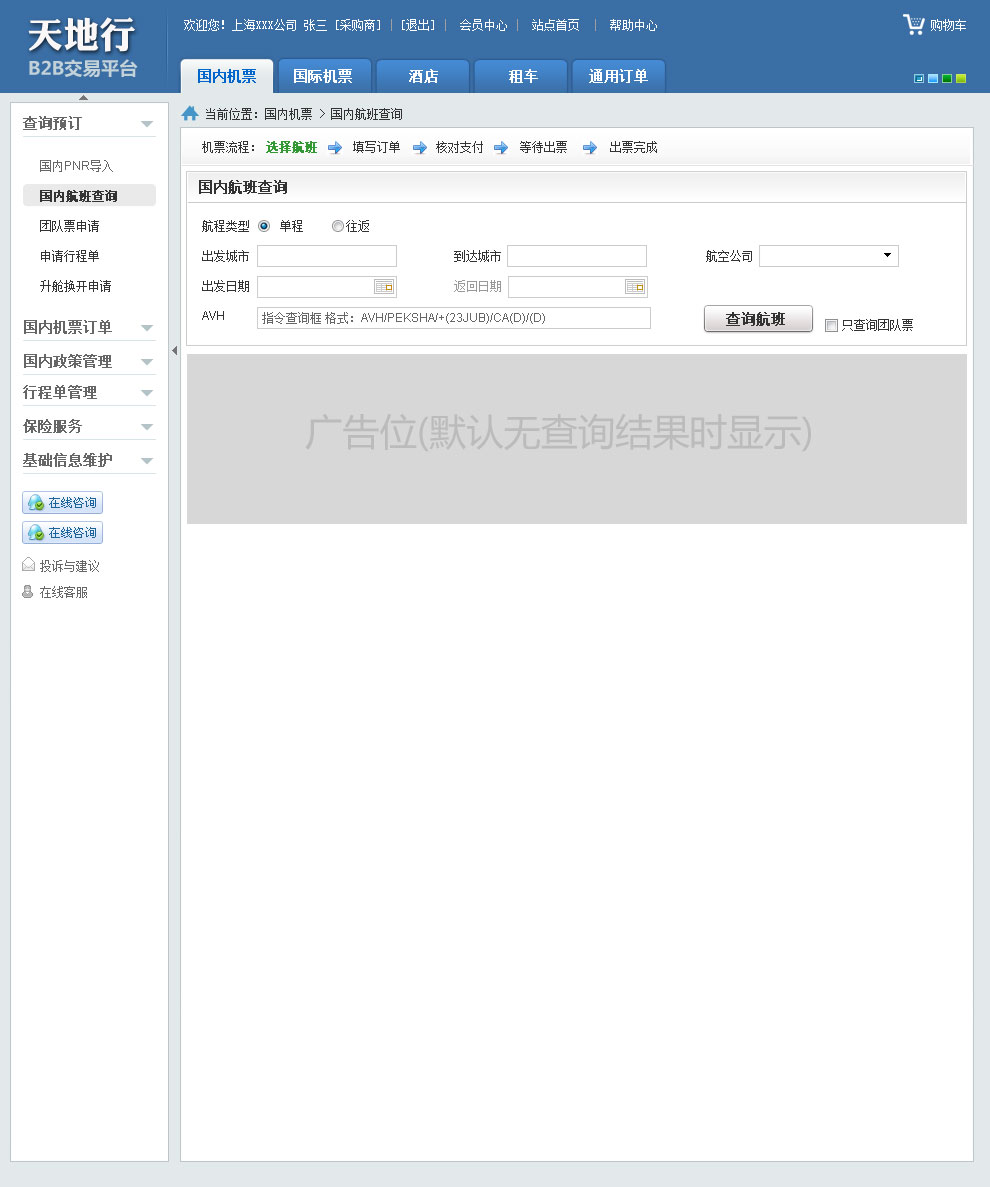 天地行
B2B交易平台
欢迎您！上海XXX公司 张三 [采购商] | [退出] | 会员中心 | 站点首页 | 帮助中心
购物车
国内机票 国际机票 酒店 租车 通用订单
查询预订
国内PNR导入
国内航班查询
团队票申请
申请行程单
升舱换开申请
国内机票订单
国内政策管理
行程单管理
保险服务
基础信息维护
在线咨询
在线咨询
投诉与建议
在线客服
当前位置：国内机票 > 国内航班查询
机票流程： 选择航班 填写订单 核对支付 等待出票 出票完成
国内航班查询
航程类型 单程 往返
出发城市 到达城市 航空公司
出发日期 返回日期
AVH 指令查询框 格式：AVH/PEKSHA/+(23JUB)/CA(D)/(D)
查询航班 只查询团队票
广告位(默认无查询结果时显示)